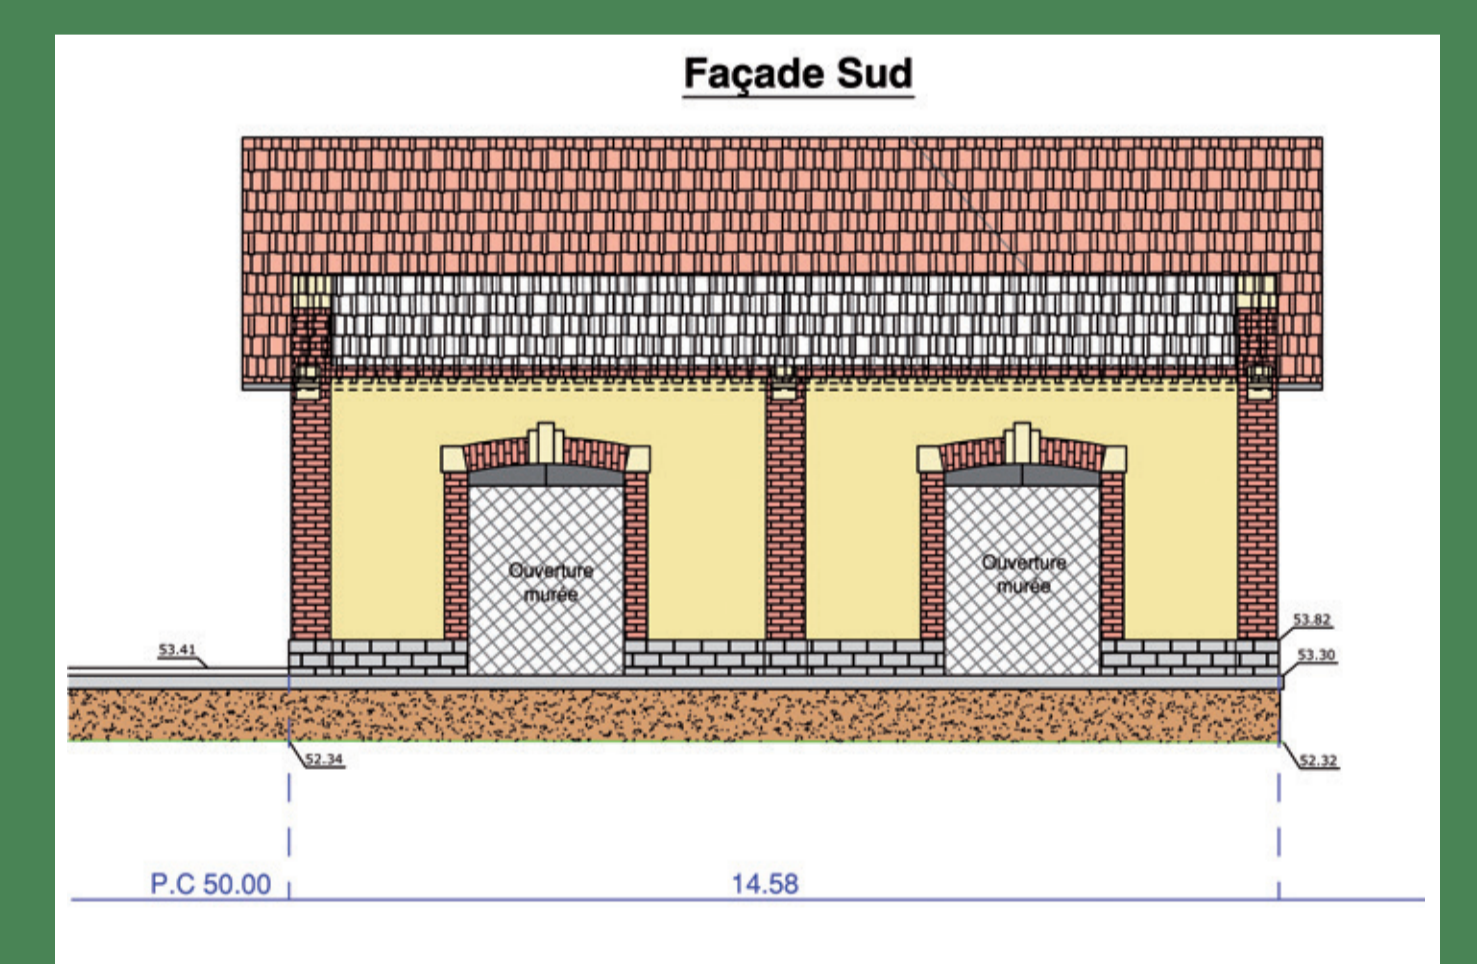 Façade Sud
Ouverture
murée
Ouverture
murée
53.82
53.41
53.30
52.34
52.32
P.C 50.00
14.58